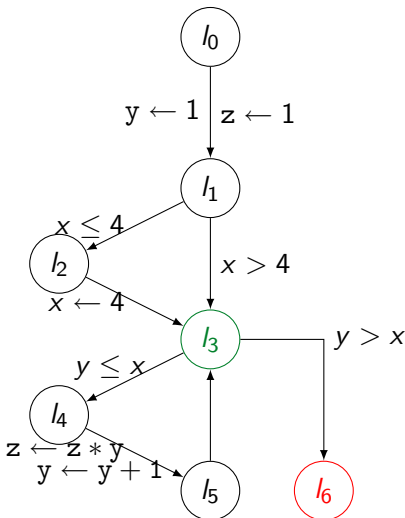 l0
y ← 1 z ← 1
l1
x ≤ 4
l2
x > 4
x ← 4
l3
y > x
y ≤ x
l4
z ← z * y
y ← y + 1
l5
l6